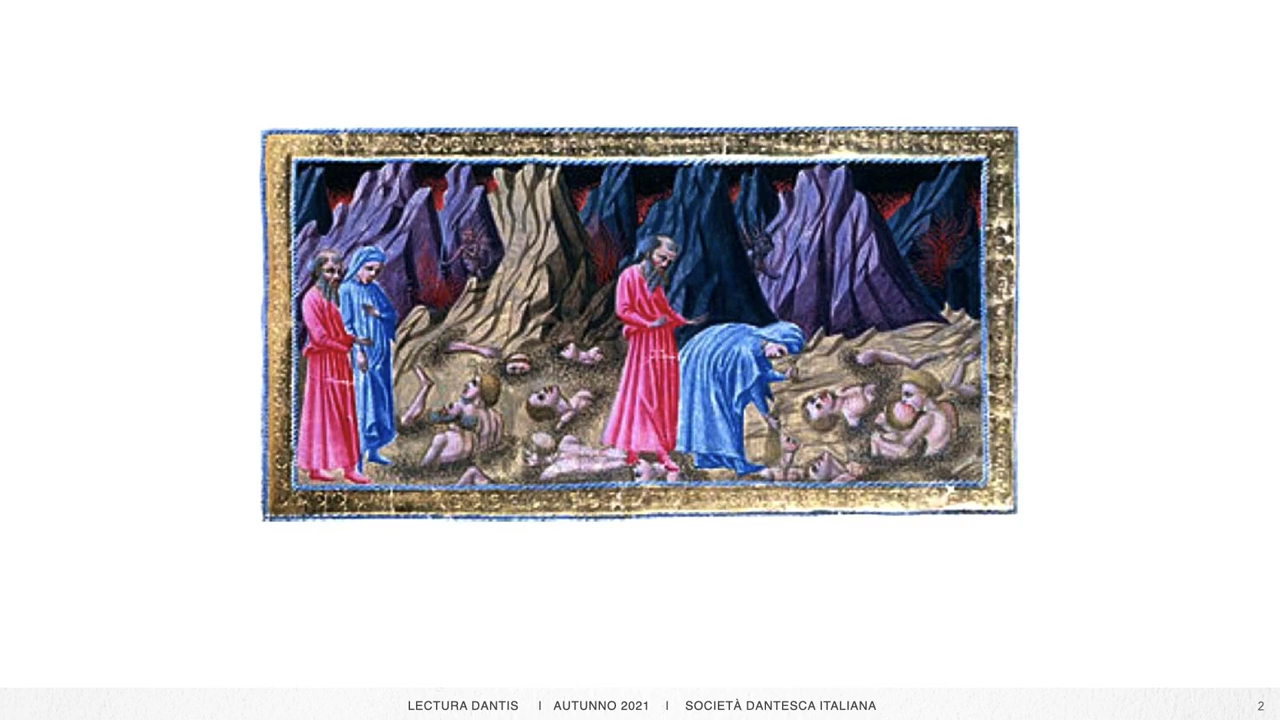 LECTURA DANTIS | AUTUNNO 2021 | SOCIETÀ DANTESCA ITALIANA 2